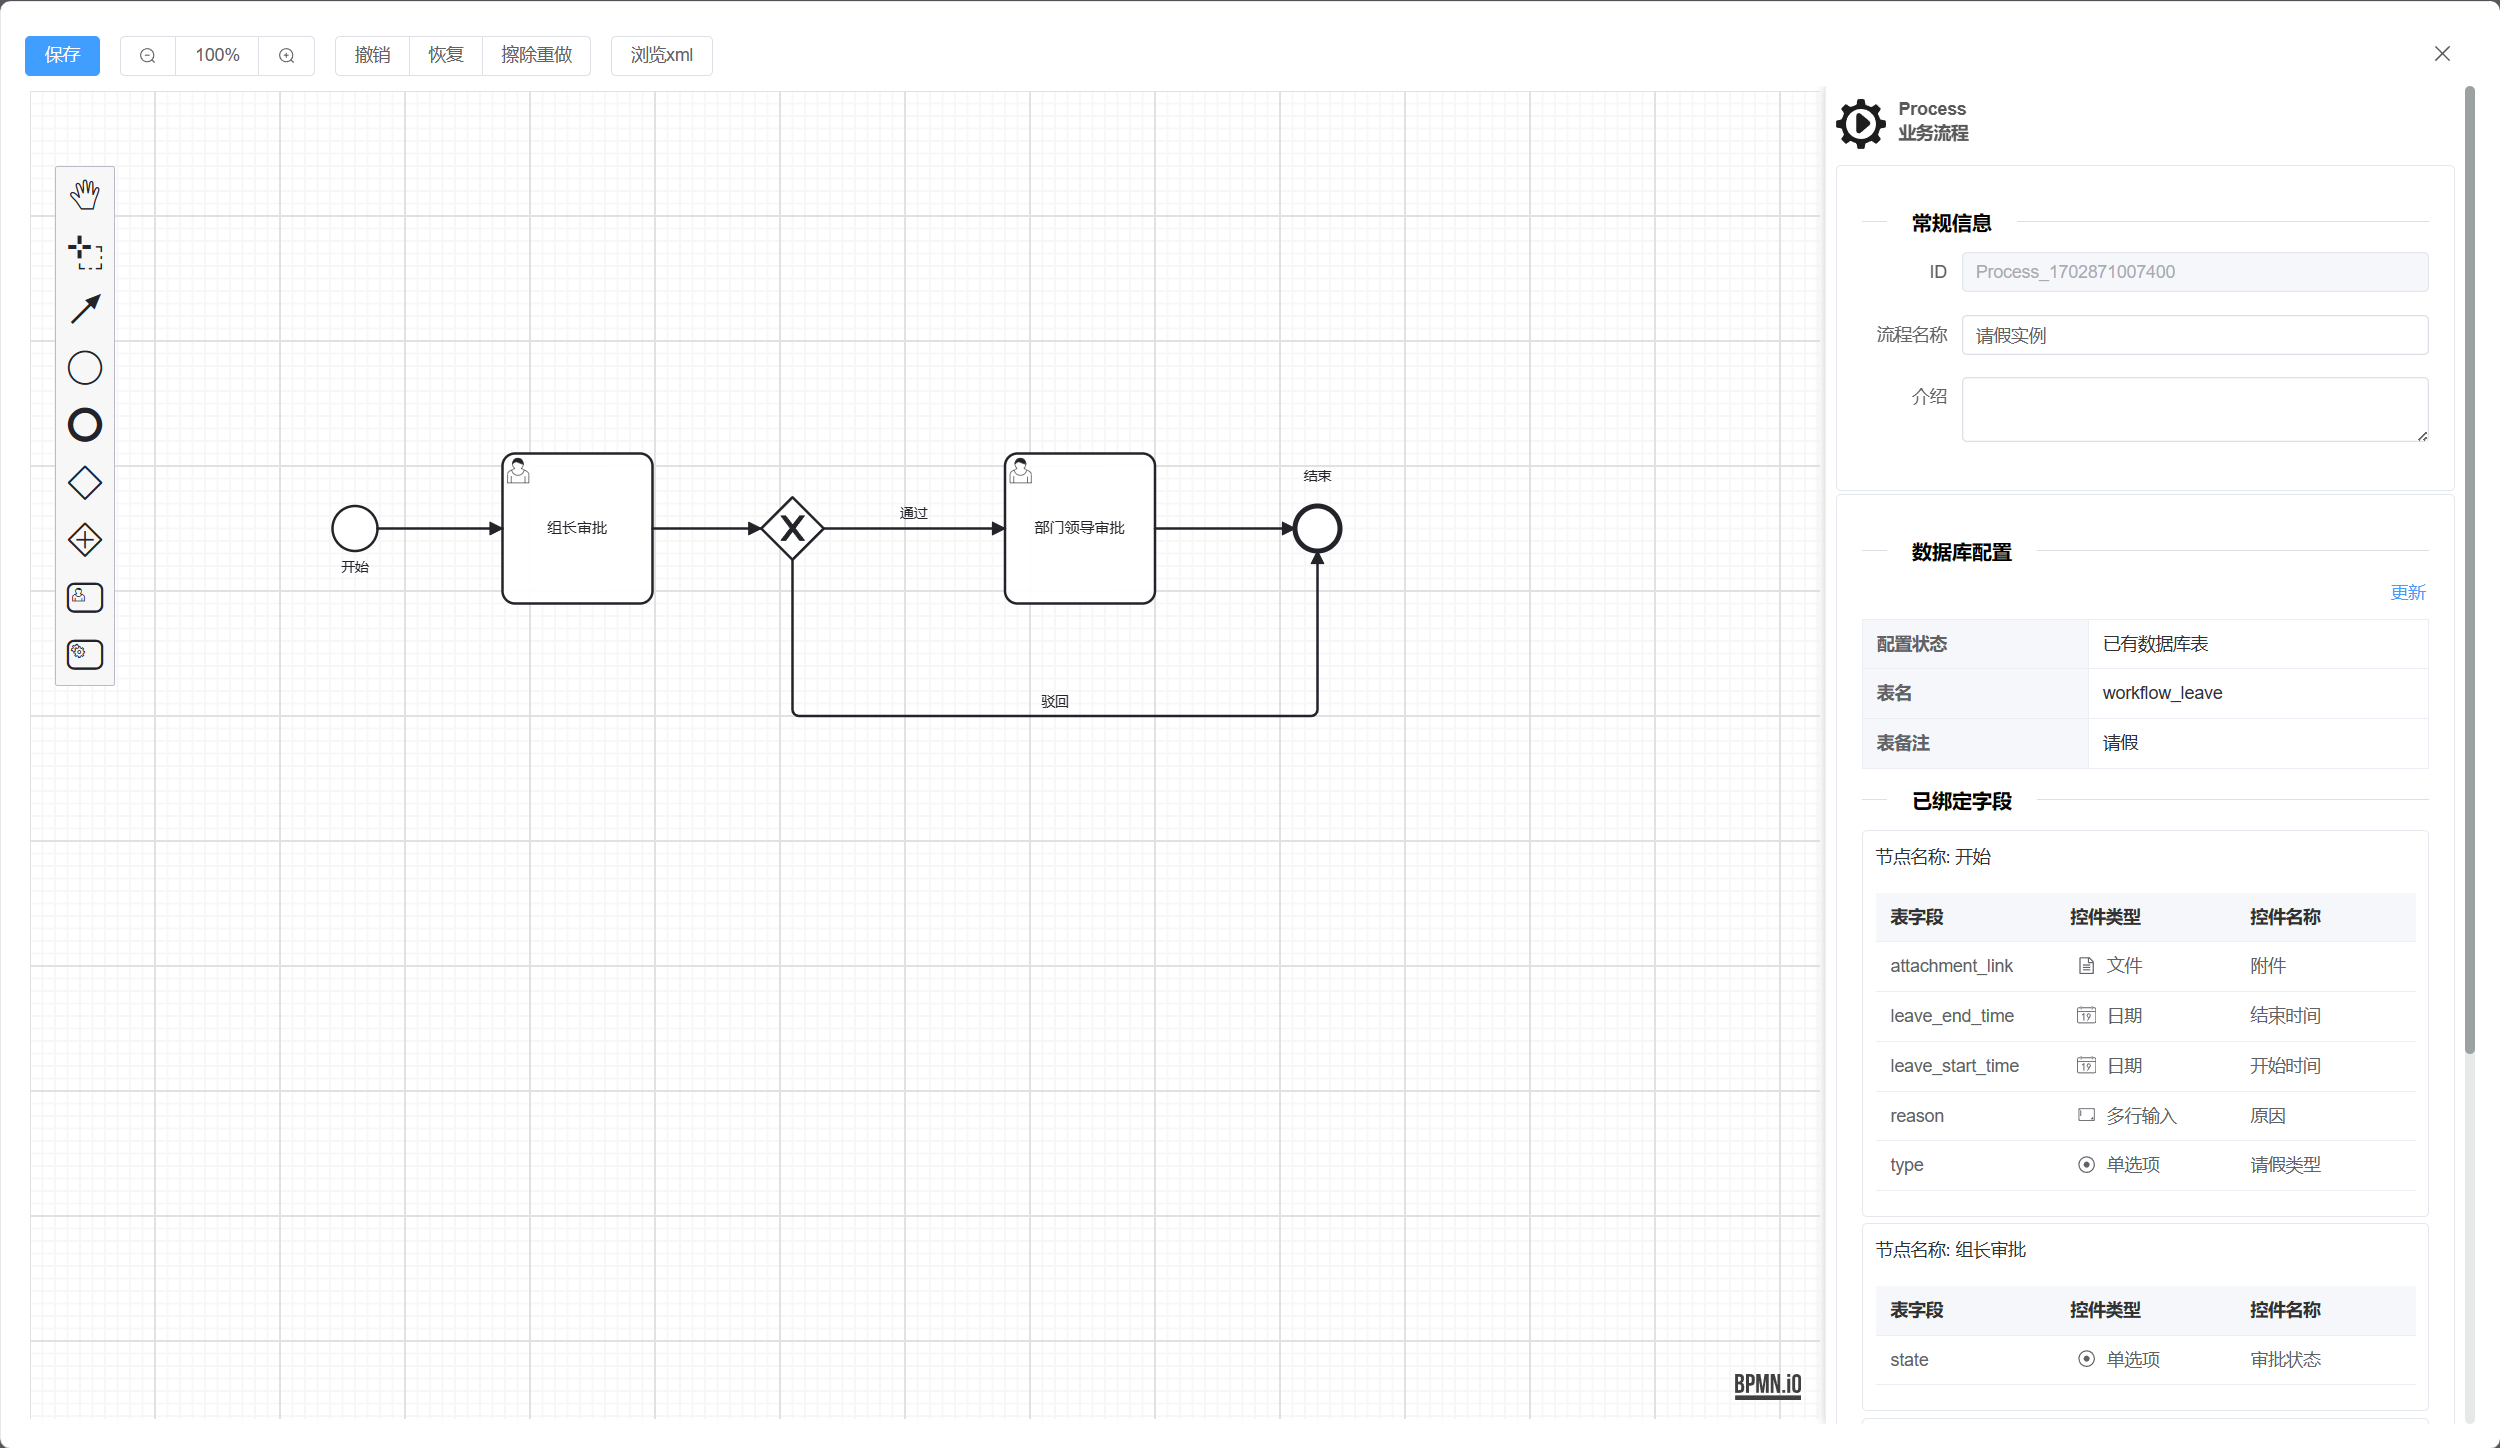 保存
100%
撤销
恢复
擦除重做
浏览xml
Process
业务流程
常规信息
ID
Process_1702871007400
流程名称
请假实例
介绍
开始
组长审批
通过
驳回
部门领导审批
结束
BPMN.iO
数据库配置
更新
配置状态 已有数据库表
表名 workflow_leave
表备注 请假
已绑定字段
节点名称: 开始
表字段 控件类型 控件名称
attachment_link 文件 附件
leave_end_time 19 日期 结束时间
leave_start_time 19 日期 开始时间
reason 多行输入 原因
type 单选项 请假类型
节点名称: 组长审批
表字段 控件类型 控件名称
state 单选项 审批状态